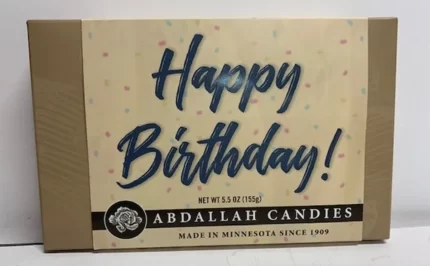 Happy
Birthday!
NET WT 5.5 OZ (155g)
ABDALLAH CANDIES
MADE IN MINNESOTA SINCE 1909